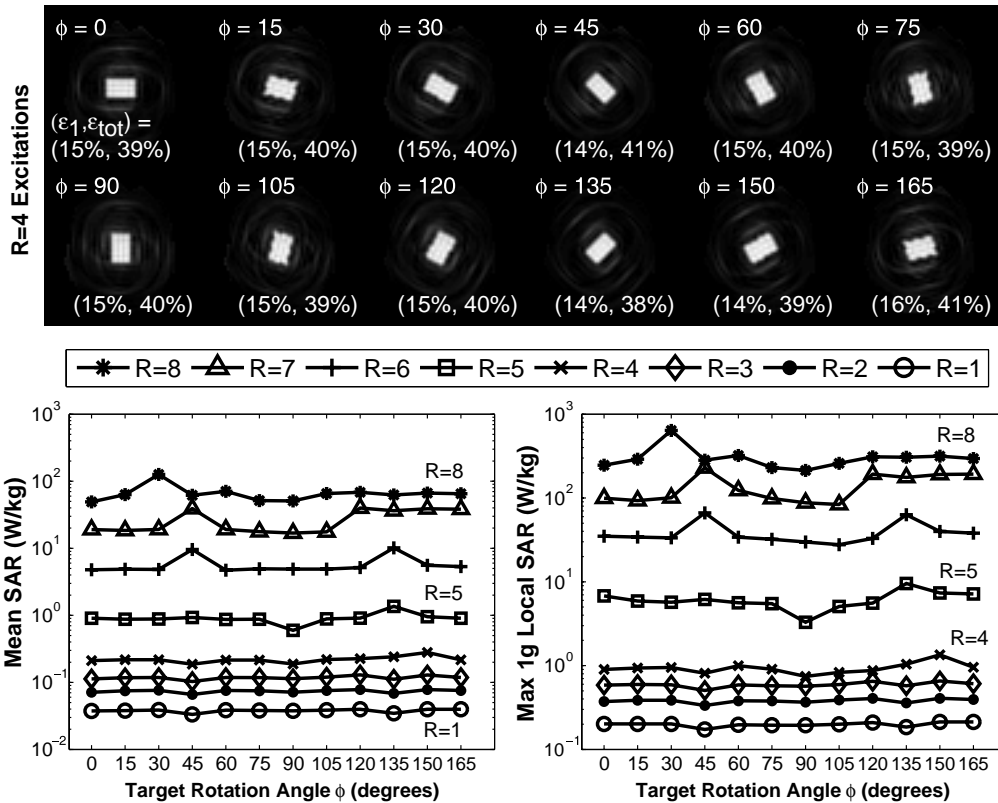 R=4 Excitations
ϕ = 0 15 30 45 60 75
(ε1,εtot) =
(15%, 39%) (15%, 40%) (15%, 40%) (14%, 41%) (15%, 40%) (15%, 39%)
ϕ = 90 ϕ = 105 ϕ = 120 ϕ = 135 ϕ = 150 ϕ = 165
(15%, 40%) (15%, 39%) (15%, 40%) (14%, 38%) (14%, 39%) (16%, 41%)
R=8 R=7 R=6 R=5 R=4 R=3 R=2 R=1
Mean SAR (W/kg)
10³
10²
10¹
10⁰
10⁻¹
10⁻²
R=8
R=5
R=1
0 15 30 45 60 75 90 105 120 135 150 165
Target Rotation Angle ϕ (degrees)
Max 1g Local SAR (W/kg)
10³
10²
10¹
10⁰
10⁻¹
R=8
R=5
R=4
0 15 30 45 60 75 90 105 120 135 150 165
Target Rotation Angle ϕ (degrees)